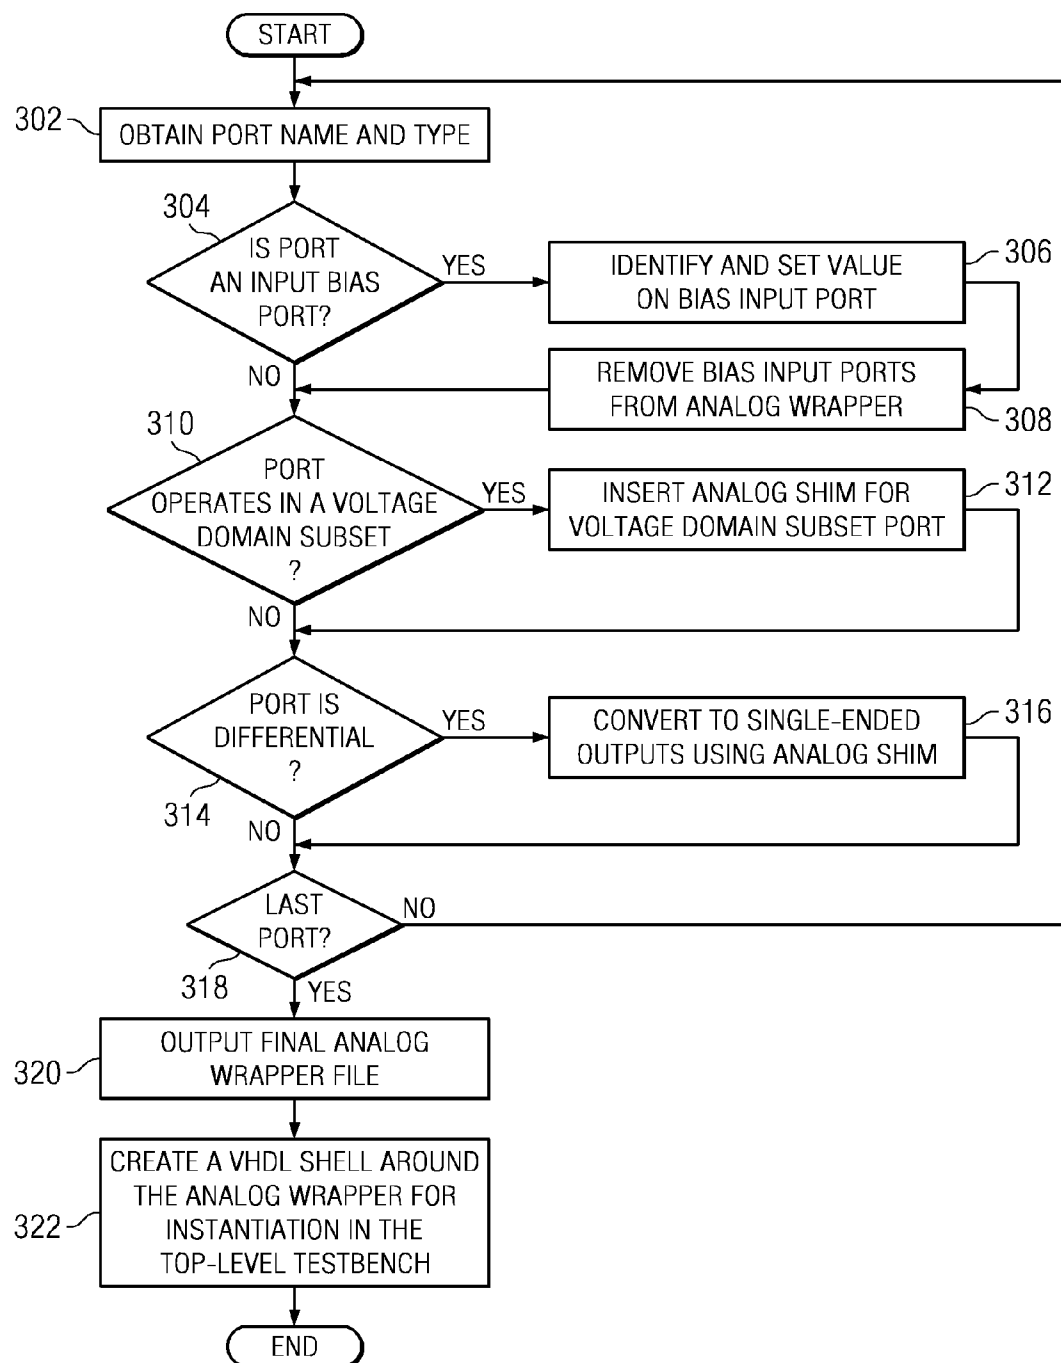 START
302
OBTAIN PORT NAME AND TYPE
304
IS PORT
AN INPUT BIAS
PORT?
YES
IDENTIFY AND SET VALUE
ON BIAS INPUT PORT
306
NO
REMOVE BIAS INPUT PORTS
FROM ANALOG WRAPPER
308
310
PORT
OPERATES IN A VOLTAGE
DOMAIN SUBSET
?
YES
INSERT ANALOG SHIM FOR
VOLTAGE DOMAIN SUBSET PORT
312
NO
PORT IS
DIFFERENTIAL
?
314
YES
CONVERT TO SINGLE-ENDED
OUTPUTS USING ANALOG SHIM
316
NO
LAST
PORT?
318
NO
YES
320
OUTPUT FINAL ANALOG
WRAPPER FILE
322
CREATE A VHDL SHELL AROUND
THE ANALOG WRAPPER FOR
INSTANTIATION IN THE
TOP-LEVEL TESTBENCH
END